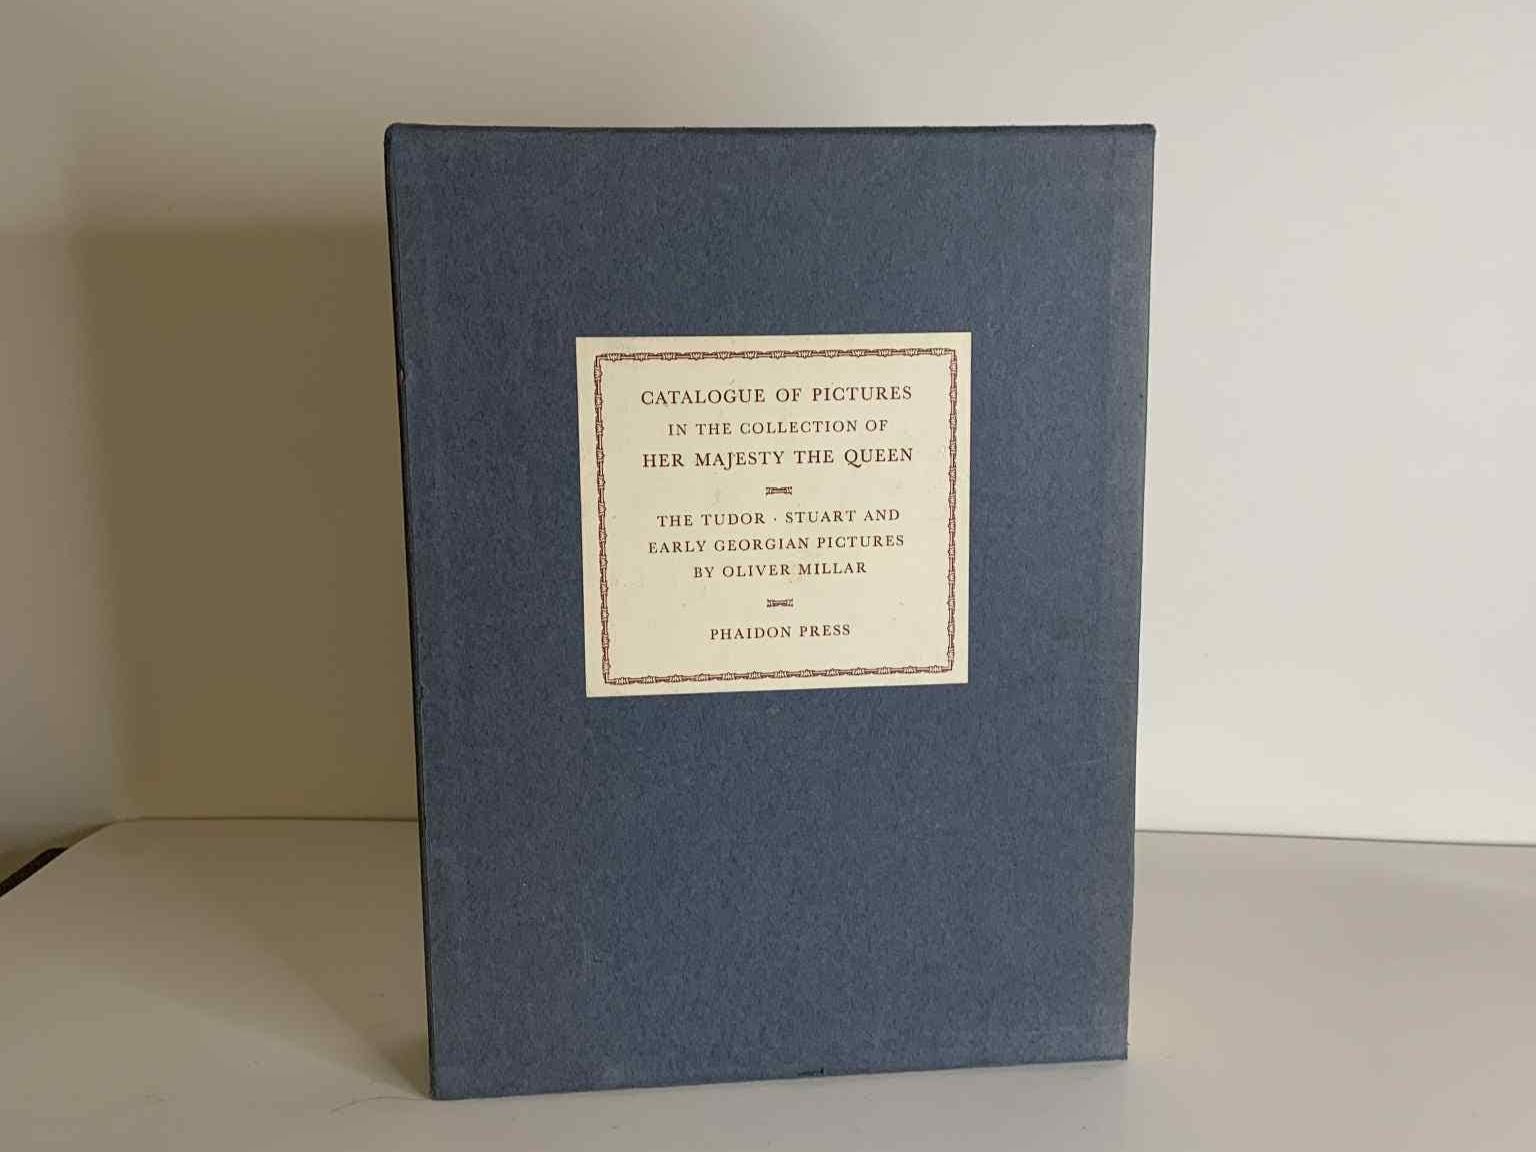 CATALOGUE OF PICTURES
IN THE COLLECTION OF
HER MAJESTY THE QUEEN
THE TUDOR · STUART AND
EARLY GEORGIAN PICTURES
BY OLIVER MILLAR
PHAIDON PRESS